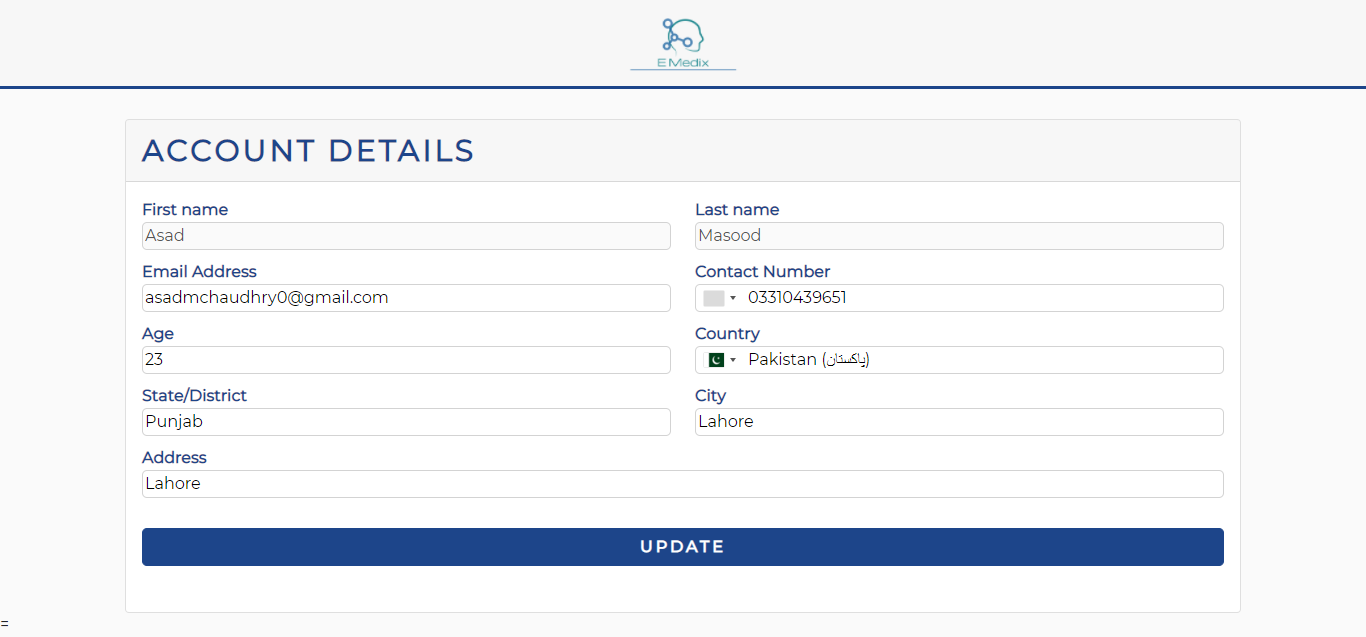 E Medix
ACCOUNT DETAILS
First name
Last name
Asad
Masood
Email Address
Contact Number
asadmchaudhry0@gmail.com
03310439651
Age
Country
23
Pakistan (پاکستان)
State/District
City
Punjab
Lahore
Address
Lahore
UPDATE
=